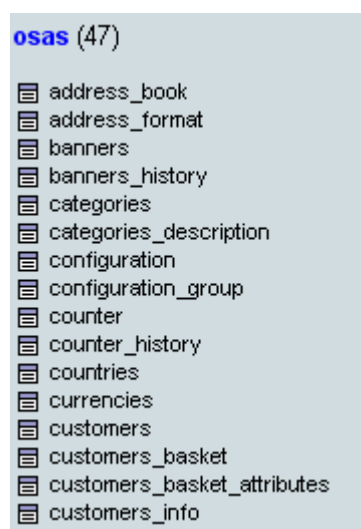 osas (47)
address_book
address_format
banners
banners_history
categories
categories_description
configuration
configuration_group
counter
counter_history
countries
currencies
customers
customers_basket
customers_basket_attributes
customers_info